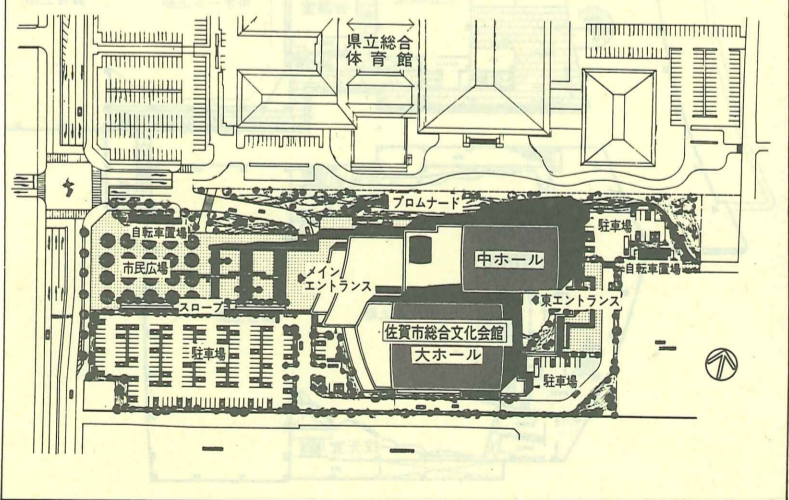 県立総合
体育館
プロムナード
自転車置場
駐車場
市民広場
メイン
エントランス
中ホール
自転車置場
スロープ
東エントランス
佐賀市総合文化会館
大ホール
駐車場
駐車場